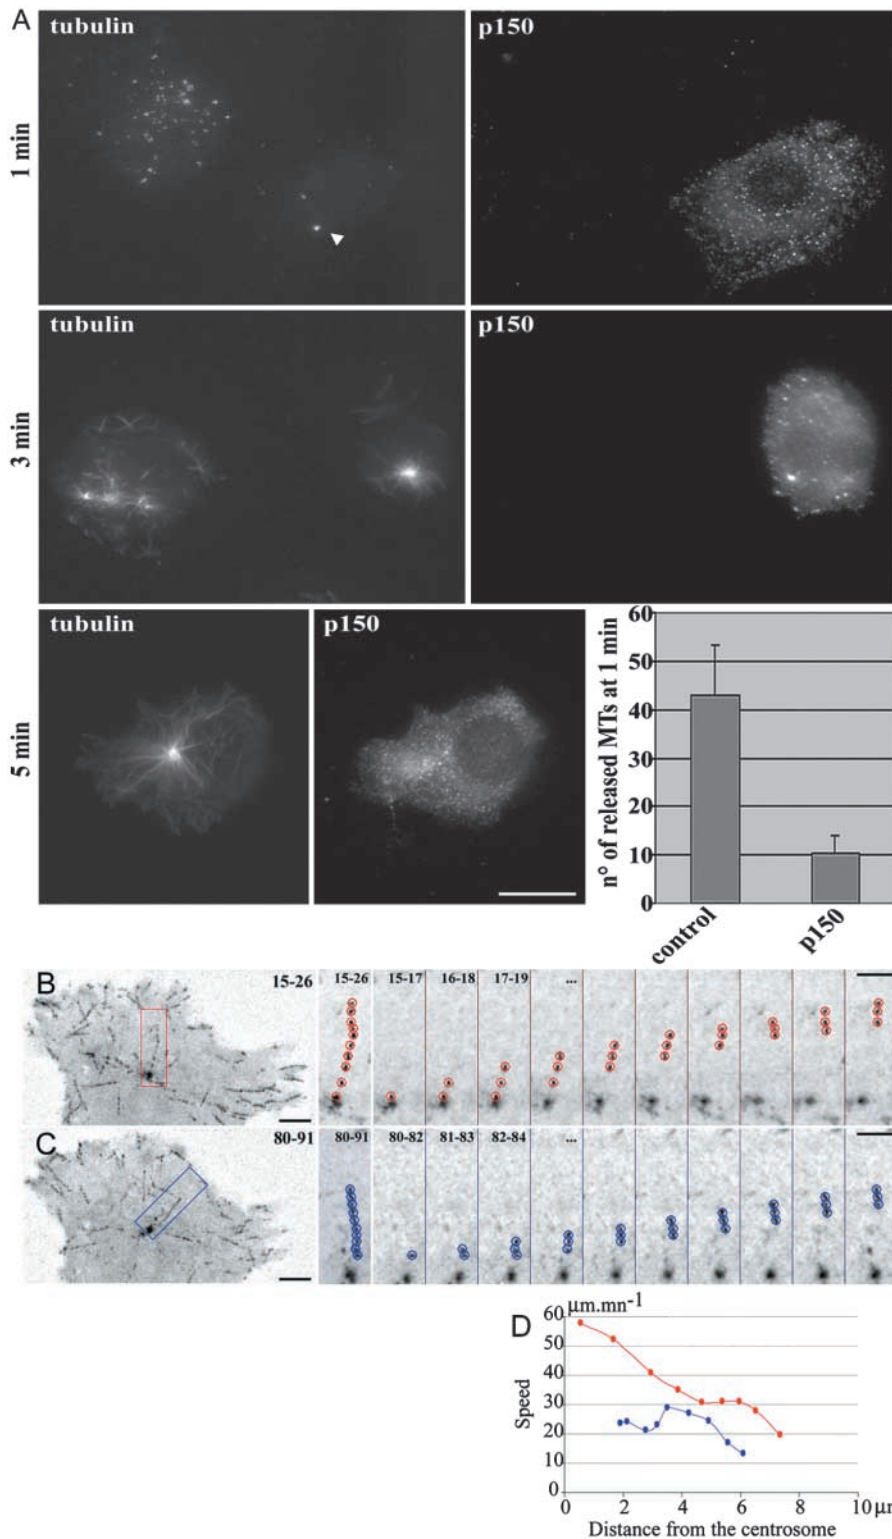 A
tubulin
p150
1 min
tubulin
p150
3 min
tubulin
p150
5 min
n° of released MTs at 1 min
60
50
40
30
20
10
0
control
p150
B
15-26
15-26
15-17
16-18
17-19
...
C
80-91
80-91
80-82
81-83
82-84
...
D
µm.mn-1
60
50
40
30
20
10
0
Speed
0
2
4
6
8
10
µm
Distance from the centrosome